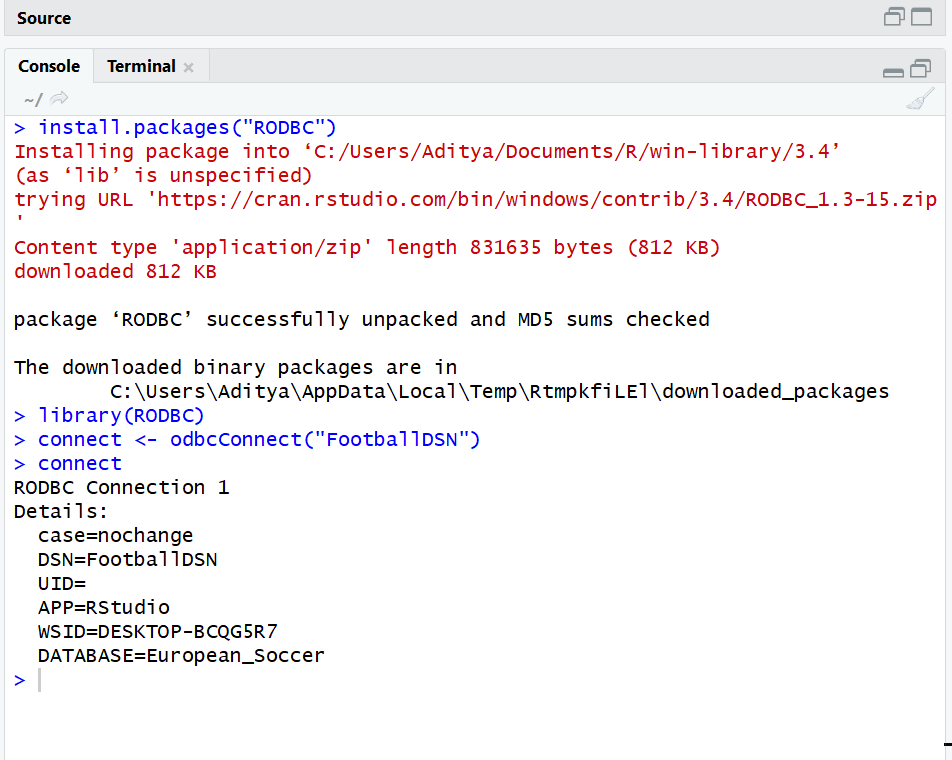 Source
Console Terminal
~/
> install.packages("RODBC")
Installing package into ‘C:/Users/Aditya/Documents/R/win-library/3.4’
(as ‘lib’ is unspecified)
trying URL 'https://cran.rstudio.com/bin/windows/contrib/3.4/RODBC_1.3-15.zip
'
Content type 'application/zip' length 831635 bytes (812 KB)
downloaded 812 KB
package ‘RODBC’ successfully unpacked and MD5 sums checked
The downloaded binary packages are in
C:\Users\Aditya\AppData\Local\Temp\RtmpkfiLEl\downloaded_packages
> library(RODBC)
> connect <- odbcConnect("FootballDSN")
> connect
RODBC Connection 1
Details:
case=nochange
DSN=FootballDSN
UID=
APP=RStudio
WSID=DESKTOP-BCQG5R7
DATABASE=European_Soccer
>